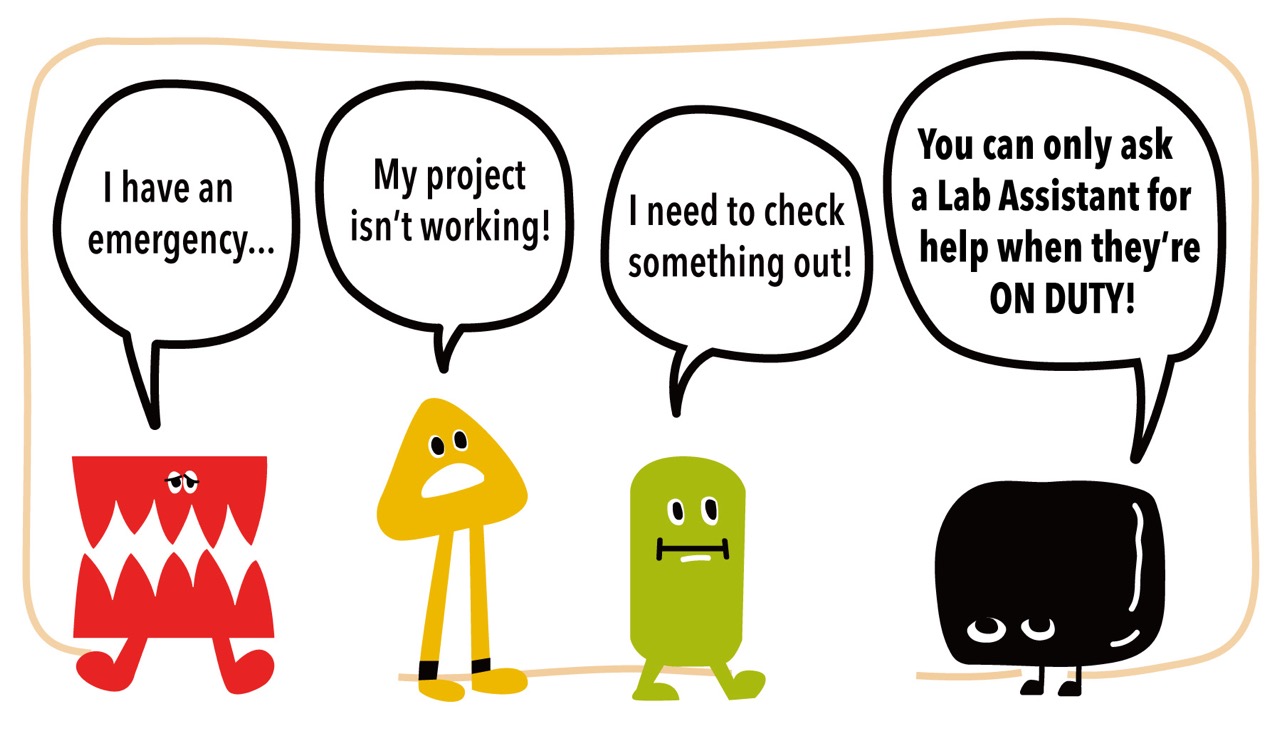 I have an
emergency...
My project
isn't working!
I need to check
something out!
You can only ask
a Lab Assistant for
help when they're
ON DUTY!